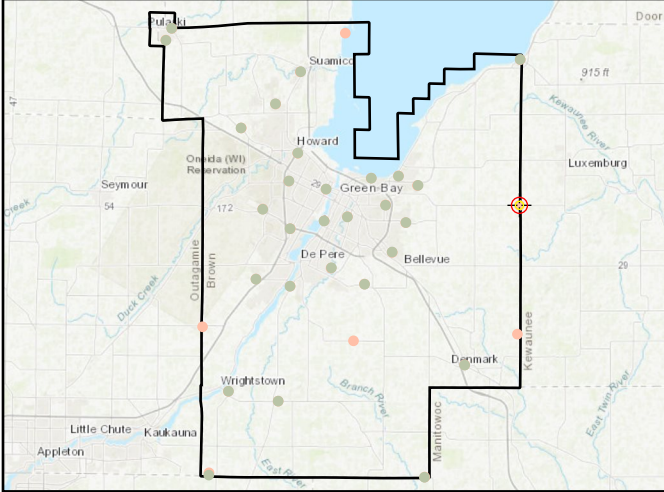 Door
Pulaski
Suamico
915 ft
47
Kewaunee River
Howard
Oneida (WI)
Reservation
Luxemburg
Seymour
29
Green Bay
54
172
Creek
Outagamie
Brown
De Pere
Bellevue
29
Duck Creek
Kewaunee
Denmark
Wrightstown
Branch River
East Twin River
Little Chute
Kaukauna
Manitowoc
Appleton
East River